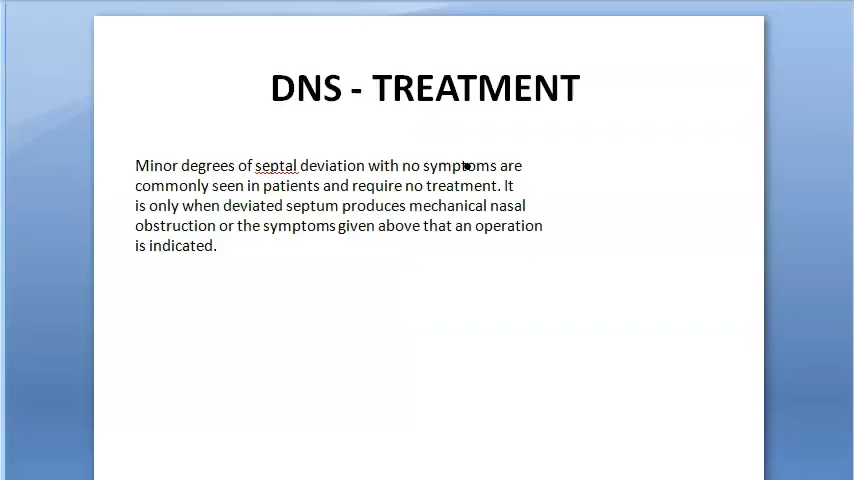 DNS - TREATMENT
Minor degrees of septal deviation with no symptoms are
commonly seen in patients and require no treatment. It
is only when deviated septum produces mechanical nasal
obstruction or the symptoms given above that an operation
is indicated.